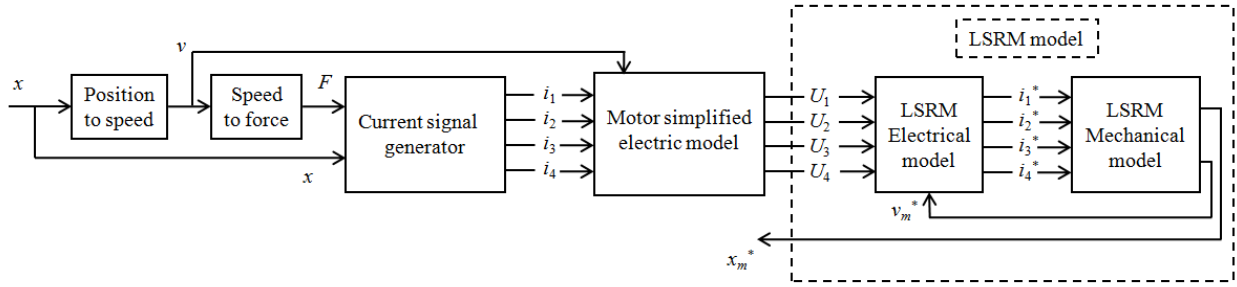 x
Position
to speed
v
Speed
to force
F
x
Current signal
generator
i1
i2
i3
i4
Motor simplified
electric model
U1
U2
U3
U4
LSRM model
LSRM
Electrical
model
i1*
i2*
i3*
i4*
LSRM
Mechanical
model
vm*
xm*